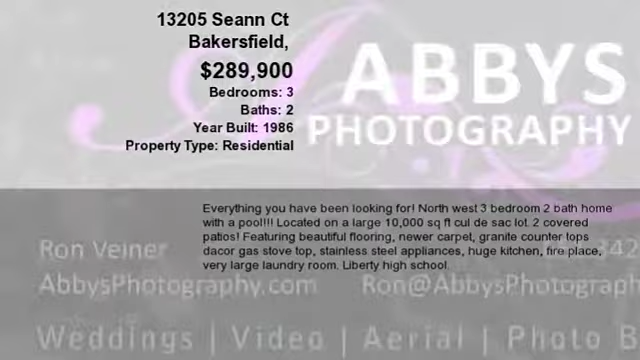 13205 Seann Ct
Bakersfield,
$289,900
Bedrooms: 3
Baths: 2
Year Built: 1986
Property Type: Residential
ABBYS
PHOTOGRAPHY
Everything you have been looking for! North west 3 bedroom 2 bath home
with a pool!!!! Located on a large 10,000 sq ft cul de sac lot. 2 covered
patios! Featuring beautiful flooring, newer carpet, granite counter tops
dacor gas stove top, stainless steel appliances, huge kitchen, fire place,
very large laundry room. Liberty high school.
Ron Veiner
342
AbbysPhotography.com Ron@AbbysPhotograph
Weddings | Video | Aerial | Photo B